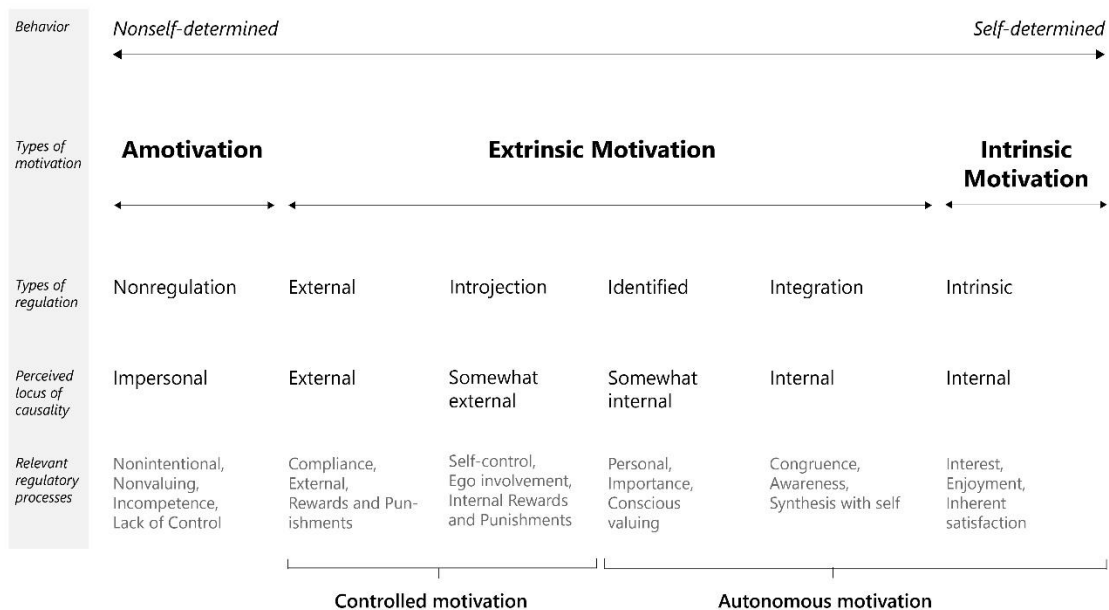 Behavior
Nonself-determined
Self-determined
Types of
motivation
Amotivation
Extrinsic Motivation
Intrinsic
Motivation
Types of
regulation
Nonregulation
External
Introjection
Identified
Integration
Intrinsic
Perceived
locus of
causality
Impersonal
External
Somewhat
external
Somewhat
internal
Internal
Internal
Relevant
regulatory
processes
Nonintentional,
Nonvaluing,
Incompetence,
Lack of Control
Compliance,
External,
Rewards and Pun-
ishments
Self-control,
Ego involvement,
Internal Rewards
and Punishments
Personal,
Importance,
Conscious
valuing
Congruence,
Awareness,
Synthesis with self
Interest,
Enjoyment,
Inherent
satisfaction
Controlled motivation
Autonomous motivation